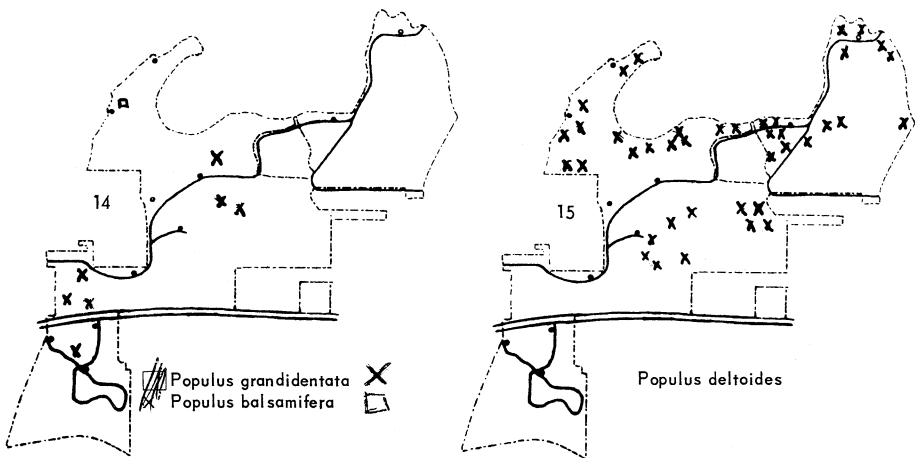 14
15
Populus grandidentata
Populus balsamifera
Populus deltoides